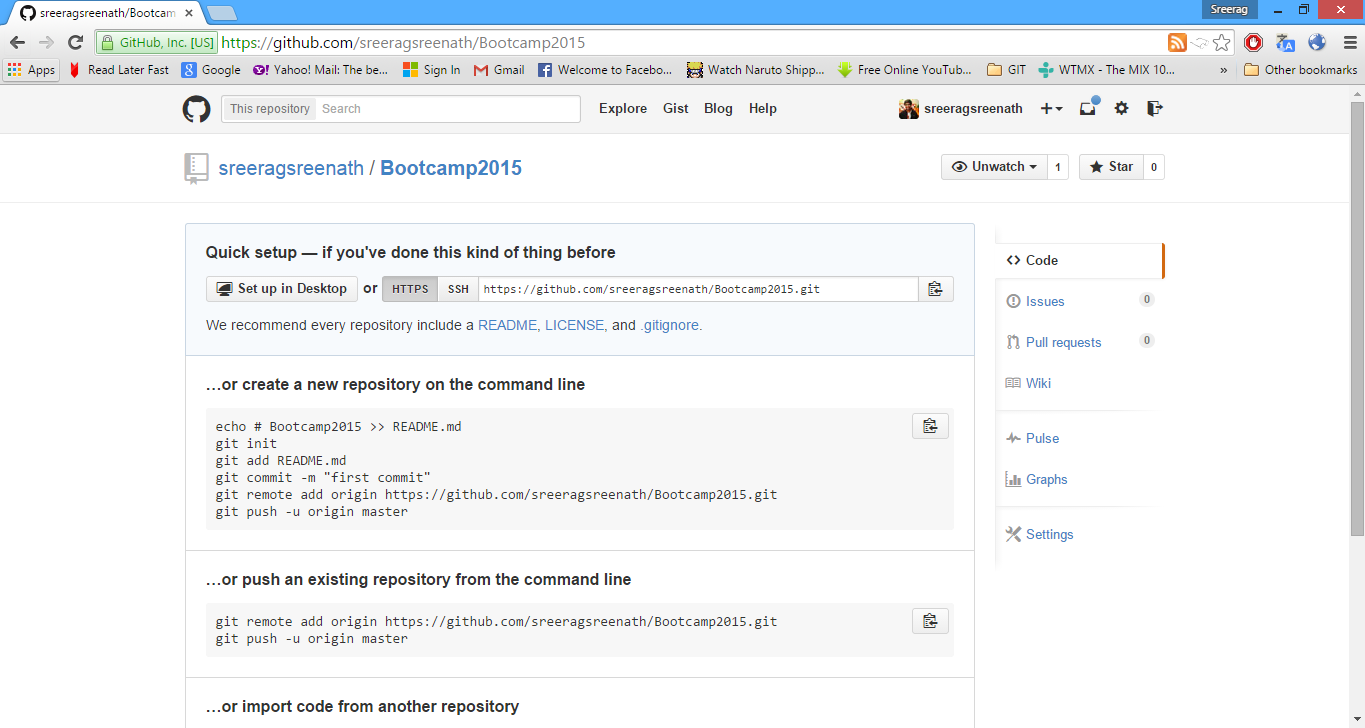 sreeragsreenath/Bootcam
Sreerag
GitHub, Inc. [US] https://github.com/sreeragsreenath/Bootcamp2015
Apps Read Later Fast Google Yahoo! Mail: The be... Sign In Gmail Welcome to Facebo... Watch Naruto Shipp... Free Online YouTub... GIT WTMX - The MIX 10... » Other bookmarks
This repository Search Explore Gist Blog Help sreeragsreenath
sreeragsreenath / Bootcamp2015 Unwatch 1 Star 0
Quick setup — if you've done this kind of thing before
Set up in Desktop or HTTPS SSH https://github.com/sreeragsreenath/Bootcamp2015.git
We recommend every repository include a README, LICENSE, and .gitignore.
…or create a new repository on the command line
echo # Bootcamp2015 >> README.md
git init
git add README.md
git commit -m "first commit"
git remote add origin https://github.com/sreeragsreenath/Bootcamp2015.git
git push -u origin master
…or push an existing repository from the command line
git remote add origin https://github.com/sreeragsreenath/Bootcamp2015.git
git push -u origin master
…or import code from another repository
Code
Issues 0
Pull requests 0
Wiki
Pulse
Graphs
Settings